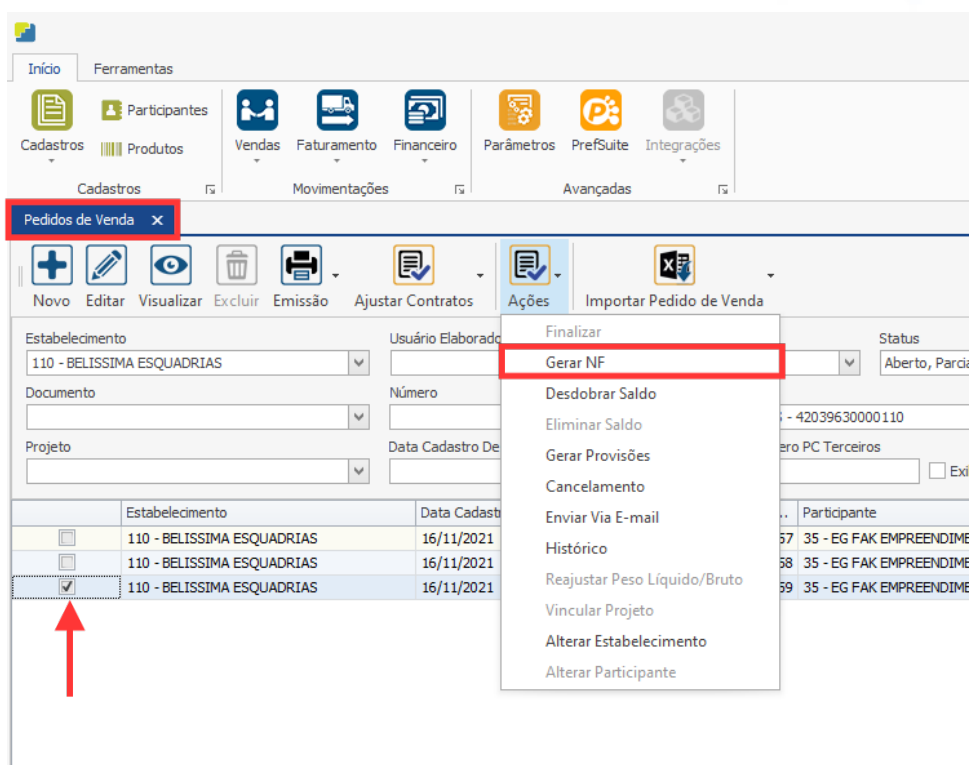 Início Ferramentas
Participantes
Produtos
Cadastros Vendas Faturamento Financeiro Parâmetros PrefSuite Integrações
Cadastros Movimentações Avançadas
Pedidos de Venda X
Novo Editar Visualizar Excluir Emissão Ajustar Contratos Ações Importar Pedido de Venda
Estabelecimento Usuário Elaborado Status
110 - BELISSIMA ESQUADRIAS Aberto, Parcia
Documento Número
- 42039630000110
Projeto Data Cadastro De ero PC Terceiros
Exi
Finalizar
Gerar NF
Desdobrar Saldo
Eliminar Saldo
Gerar Provisões
Cancelamento
Enviar Via E-mail
Histórico
Reajustar Peso Líquido/Bruto
Vincular Projeto
Alterar Estabelecimento
Alterar Participante
Estabelecimento Data Cadast .. Participante
110 - BELISSIMA ESQUADRIAS 16/11/2021 57 35 - EG FAK EMPREENDIME
110 - BELISSIMA ESQUADRIAS 16/11/2021 58 35 - EG FAK EMPREENDIME
110 - BELISSIMA ESQUADRIAS 16/11/2021 59 35 - EG FAK EMPREENDIME